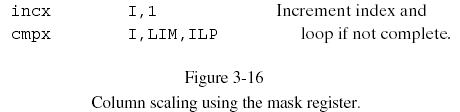 incx I,1 Increment index and
cmpx I,LIM,ILP loop if not complete.
Figure 3-16
Column scaling using the mask register.